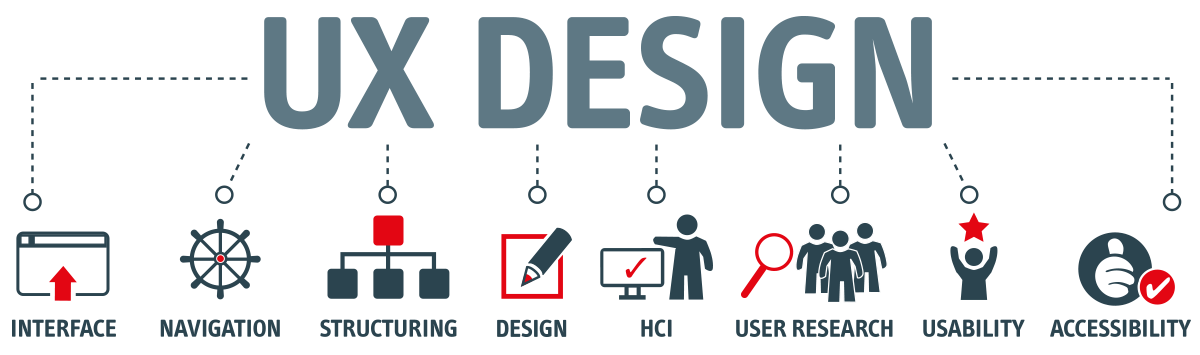 UX DESIGN
INTERFACE
NAVIGATION
STRUCTURING
DESIGN
HCI
USER RESEARCH
USABILITY
ACCESSIBILITY